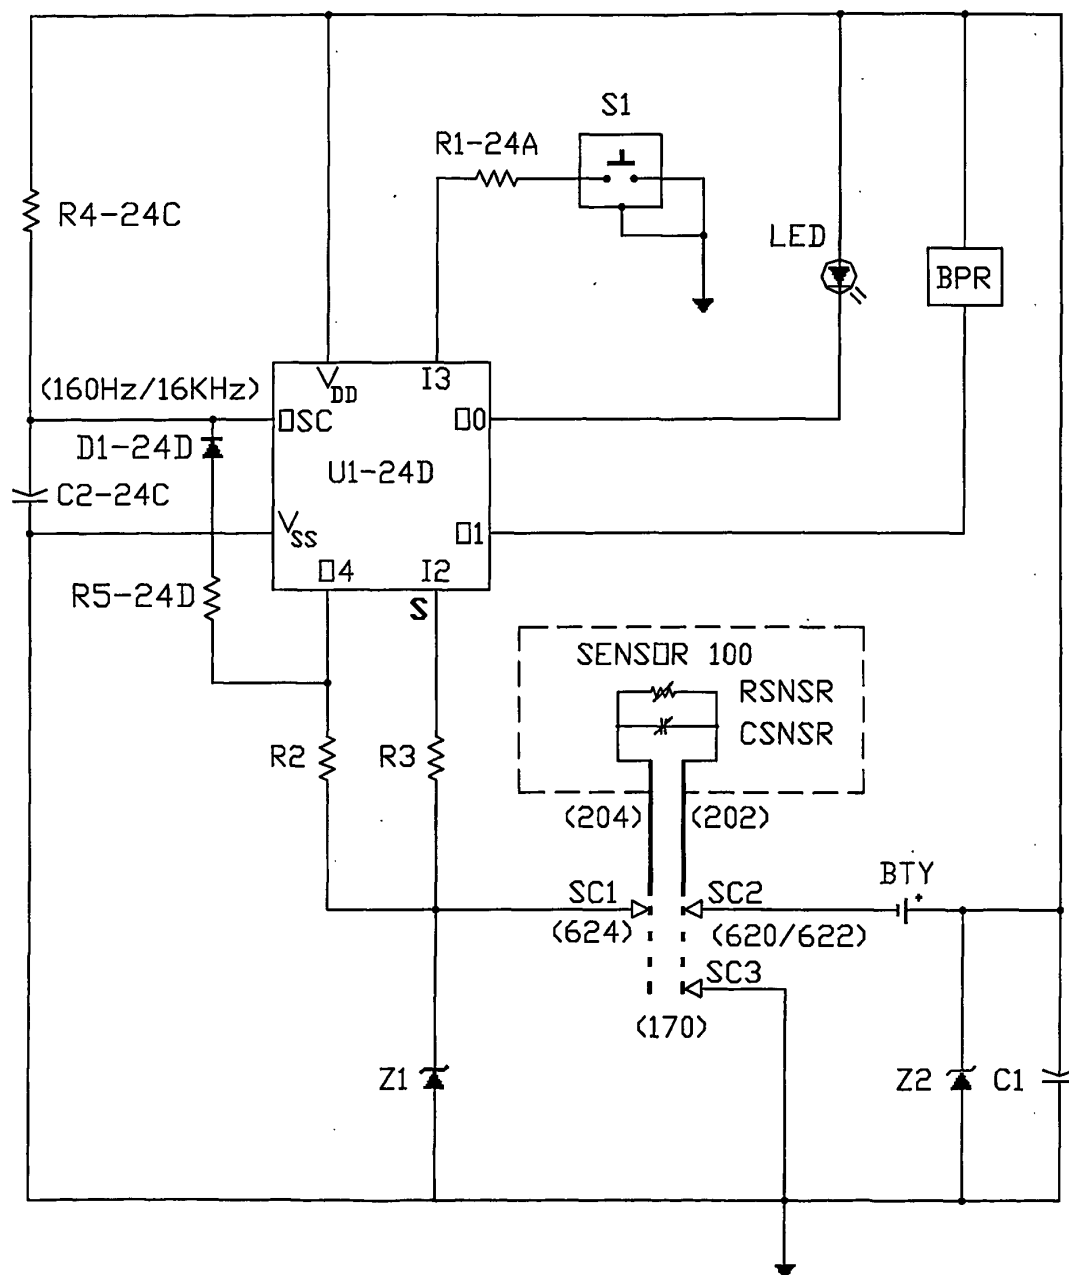 S1
R1-24A
R4-24C
LED
BPR
(160Hz/16KHz)
VDD
I3
OSC
O0
D1-24D
U1-24D
C2-24C
VSS
O1
O4
I2
R5-24D
S
SENSOR 100
RSNSR
CSNSR
R2
R3
(204)
(202)
BTY
+
SC1
SC2
(624)
(620/622)
SC3
(170)
Z1
Z2
C1